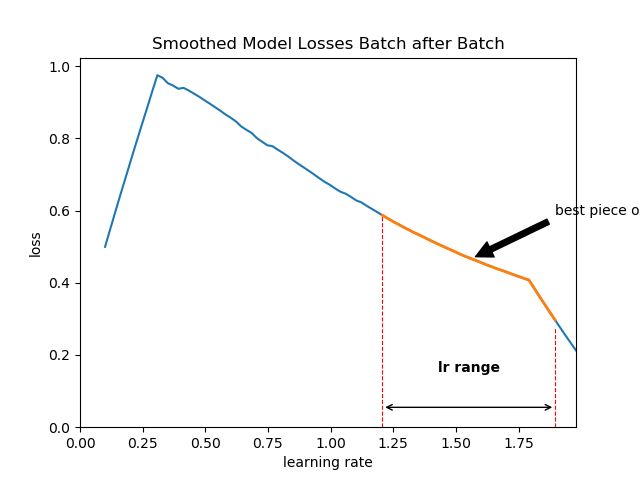 Smoothed Model Losses Batch after Batch
1.0
0.8
0.6
0.4
0.2
0.0
loss
best piece o
lr range
0.00 0.25 0.50 0.75 1.00 1.25 1.50 1.75
learning rate